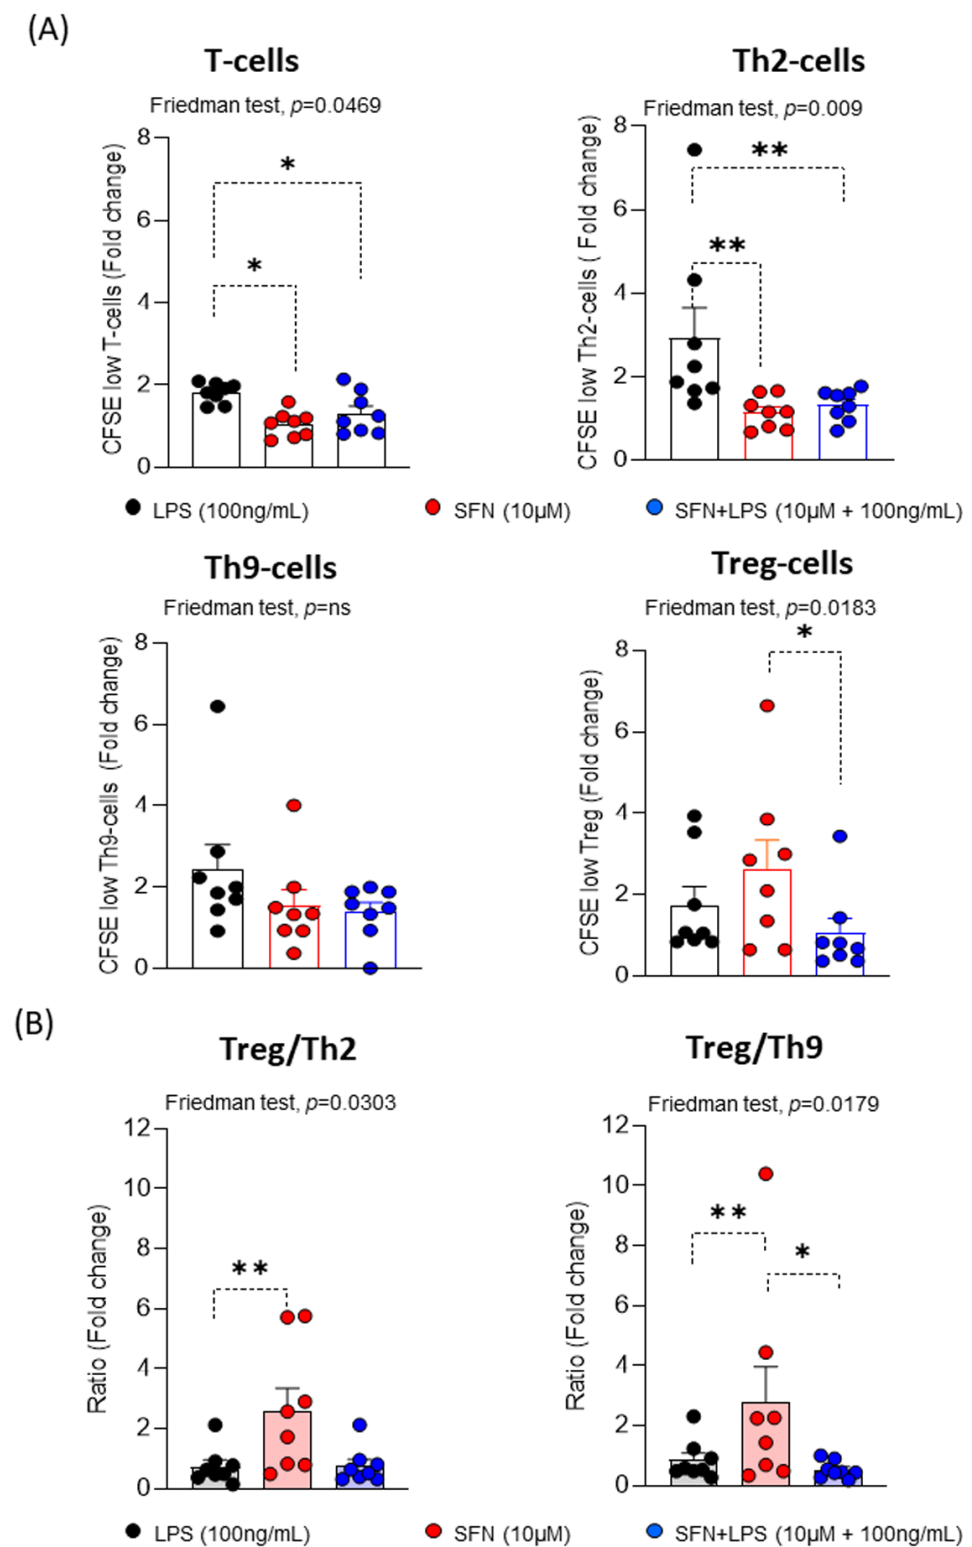 (A)
T-cells
Th2-cells
Friedman test, p=0.0469
Friedman test, p=0.009
CFSE low T-cells (Fold change)
8
6
4
2
0
*
*
CFSE low Th2-cells ( Fold change)
8
6
4
2
0
**
**
LPS (100ng/mL)
SFN (10µM)
SFN+LPS (10µM + 100ng/mL)
Th9-cells
Treg-cells
Friedman test, p=ns
Friedman test, p=0.0183
CFSE low Th9-cells (Fold change)
8
6
4
2
0
CFSE low Treg (Fold change)
8
6
4
2
0
*
(B)
Treg/Th2
Treg/Th9
Friedman test, p=0.0303
Friedman test, p=0.0179
Ratio (Fold change)
12
10
8
6
4
2
0
**
Ratio (Fold change)
12
10
8
6
4
2
0
**
*
LPS (100ng/mL)
SFN (10µM)
SFN+LPS (10µM + 100ng/mL)